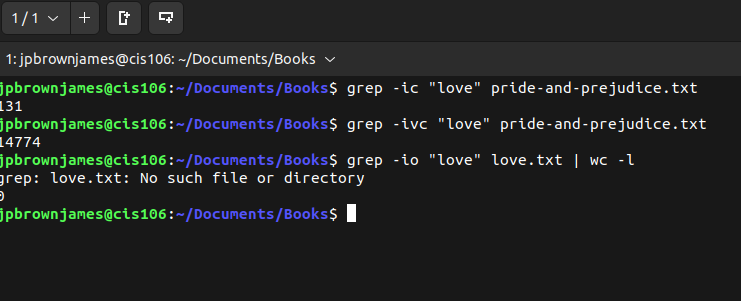 1 / 1
1: jpbrownjames@cis106: ~/Documents/Books
jpbrownjames@cis106:~/Documents/Books$ grep -ic "love" pride-and-prejudice.txt
131
jpbrownjames@cis106:~/Documents/Books$ grep -ivc "love" pride-and-prejudice.txt
14774
jpbrownjames@cis106:~/Documents/Books$ grep -io "love" love.txt | wc -l
grep: love.txt: No such file or directory
0
jpbrownjames@cis106:~/Documents/Books$